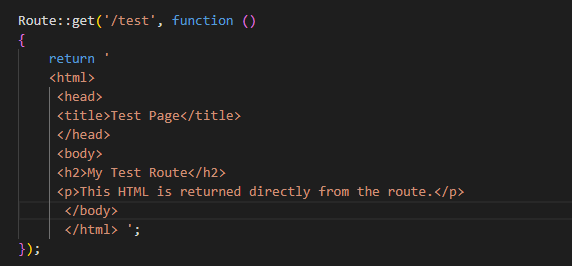 Route::get('/test', function ()
{
    return '
    <html>
     <head>
     <title>Test Page</title>
     </head>
     <body>
     <h2>My Test Route</h2>
     <p>This HTML is returned directly from the route.</p>
      </body>
      </html> ';
});